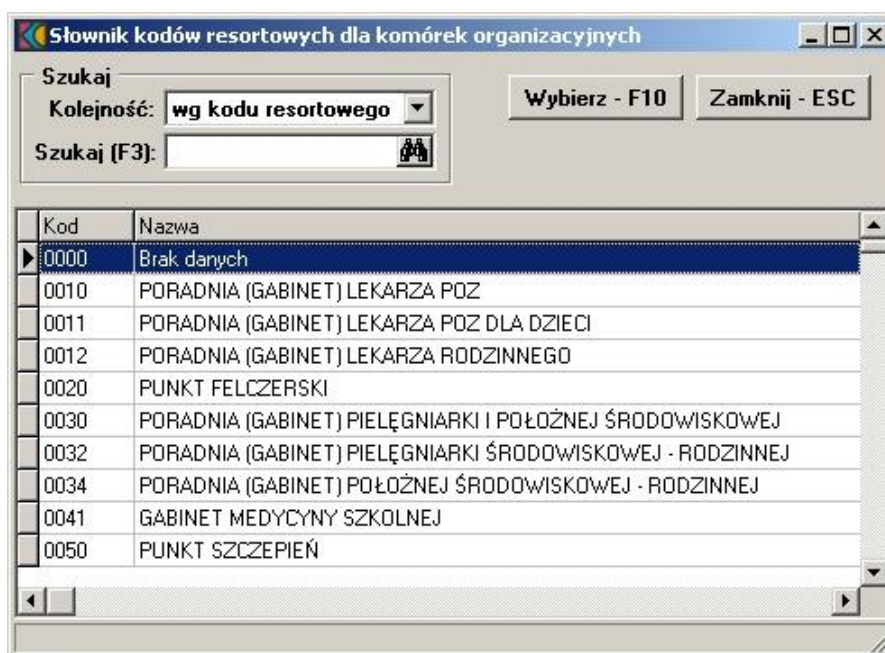 Słownik kodów resortowych dla komórek organizacyjnych
Szukaj
Kolejność: wg kodu resortowego
Szukaj (F3):
Wybierz - F10
Zamknij - ESC
Kod Nazwa
0000 Brak danych
0010 PORADNIA (GABINET) LEKARZA POZ
0011 PORADNIA (GABINET) LEKARZA POZ DLA DZIECI
0012 PORADNIA (GABINET) LEKARZA RODZINNEGO
0020 PUNKT FELCZERSKI
0030 PORADNIA (GABINET) PIELĘGNIARKI I POŁOŻNEJ ŚRODOWISKOWEJ
0032 PORADNIA (GABINET) PIELĘGNIARKI ŚRODOWISKOWEJ - RODZINNEJ
0034 PORADNIA (GABINET) POŁOŻNEJ ŚRODOWISKOWEJ - RODZINNEJ
0041 GABINET MEDYCYNY SZKOLNEJ
0050 PUNKT SZCZEPIEŃ